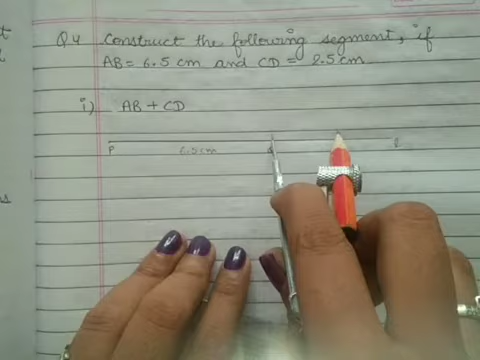 Q4 Construct the following segment, if
AB = 6.5 cm and CD = 2.5 cm
i) AB + CD
P 6.5 cm